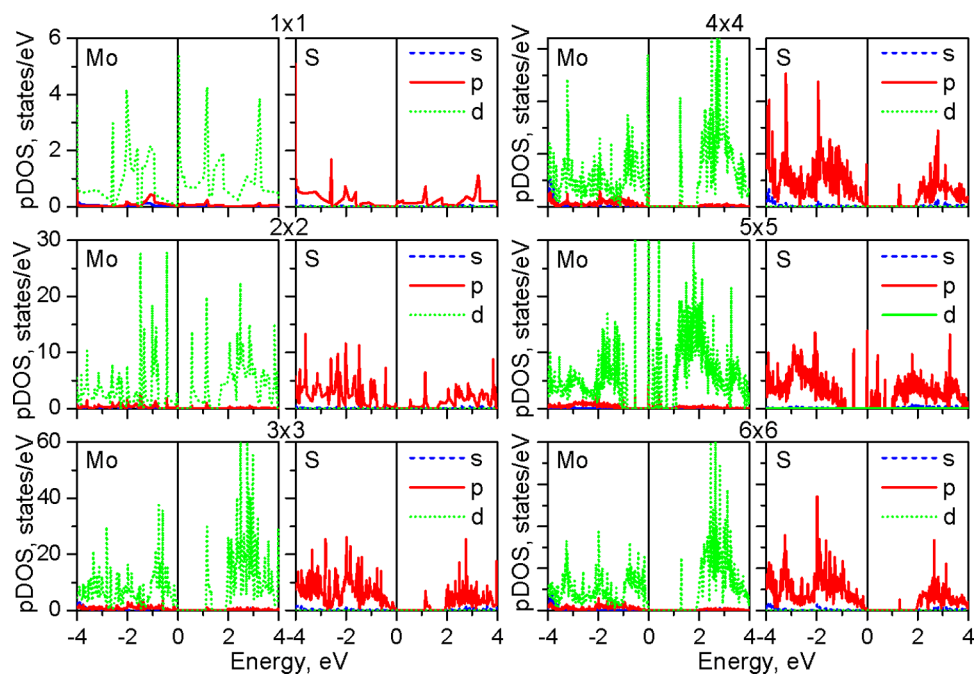 1x1
4x4
pDOS, states/eV
6
4
2
0
Mo
S
s
p
d
pDOS, states/eV
Mo
S
s
p
d
2x2
5x5
pDOS, states/eV
30
20
10
0
Mo
S
s
p
d
pDOS, states/eV
Mo
S
s
p
d
3x3
6x6
pDOS, states/eV
60
40
20
0
Mo
S
s
p
d
pDOS, states/eV
Mo
S
s
p
d
-4 -2 0 2 4-4 -2 0 2 4
-4 -2 0 2 4-4 -2 0 2 4
Energy, eV
Energy, eV